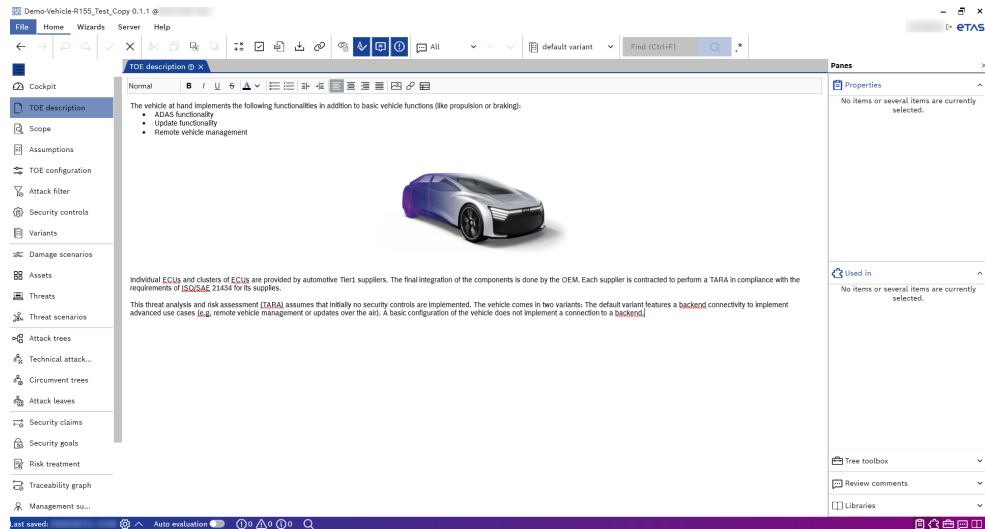 Demo-Vehicle-R155_Test_Copy 0.1.1 @
File Home Wizards Server Help
eTAS
All
default variant
Find (Ctrl+F)
.*
TOE description
Panes
Cockpit
TOE description
Scope
Assumptions
TOE configuration
Attack filter
Security controls
Variants
Damage scenarios
Assets
Threats
Threat scenarios
Attack trees
Technical attack...
Circumvent trees
Attack leaves
Security claims
Security goals
Risk treatment
Traceability graph
Management su...
Normal B I U S A
The vehicle at hand implements the following functionalities in addition to basic vehicle functions (like propulsion or braking):
• ADAS functionality
• Update functionality
• Remote vehicle management
Individual ECUs and clusters of ECUs are provided by automotive Tier1 suppliers. The final integration of the components is done by the OEM. Each supplier is contracted to perform a TARA in compliance with the
requirements of ISO/SAE 21434 for its supplies.
This threat analysis and risk assessment (TARA) assumes that initially no security controls are implemented. The vehicle comes in two variants: The default variant features a backend connectivity to implement
advanced use cases (e.g. remote vehicle management or updates over the air). A basic configuration of the vehicle does not implement a connection to a backend.
Properties
No items or several items are currently
selected.
Used in
No items or several items are currently
selected.
Tree toolbox
Review comments
Libraries
Last saved:
Auto evaluation
0 0 0